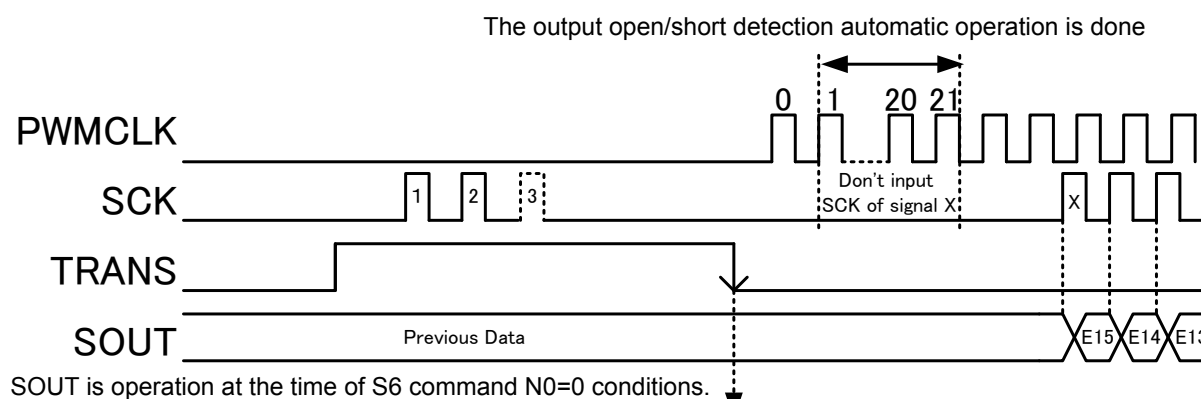 The output open/short detection automatic operation is done
0 1 20 21
PWMCLK
Don't input
SCK of signal X
SCK 1 2 3 X
TRANS
SOUT Previous Data E15 E14 E13
SOUT is operation at the time of S6 command N0=0 conditions.